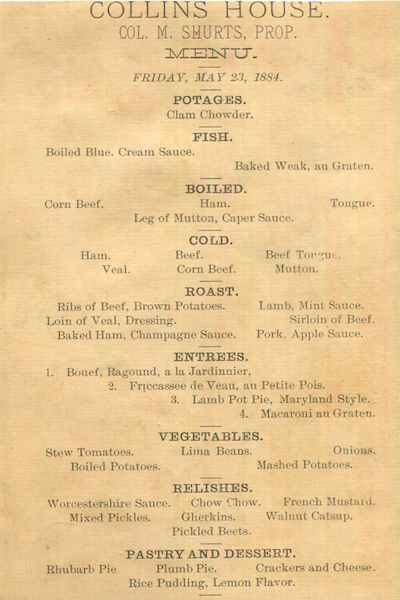 COLLINS HOUSE.
COL. M. SHURTS, PROP.
MENU.
FRIDAY, MAY 23, 1884.
POTAGES.
Clam Chowder.
FISH.
Boiled Blue. Cream Sauce.
Baked Weak, au Graten.
BOILED.
Corn Beef. Ham. Tongue.
Leg of Mutton, Caper Sauce.
COLD.
Ham. Beef. Beef Tongue.
Veal. Corn Beef. Mutton.
ROAST.
Ribs of Beef, Brown Potatoes. Lamb, Mint Sauce.
Loin of Veal, Dressing. Sirloin of Beef.
Baked Ham, Champagne Sauce. Pork, Apple Sauce.
ENTREES.
1. Bouef, Ragound, a la Jardinnier,
2. Friccassee de Veau, au Petite Pois.
3. Lamb Pot Pie, Maryland Style.
4. Macaroni au Graten.
VEGETABLES.
Stew Tomatoes. Lima Beans. Onions.
Boiled Potatoes. Mashed Potatoes.
RELISHES.
Worcestershire Sauce. Chow Chow. French Mustard.
Mixed Pickles. Gherkins. Walnut Catsup.
Pickled Beets.
PASTRY AND DESSERT.
Rhubarb Pie Plumb Pie. Crackers and Cheese.
Rice Pudding, Lemon Flavor.